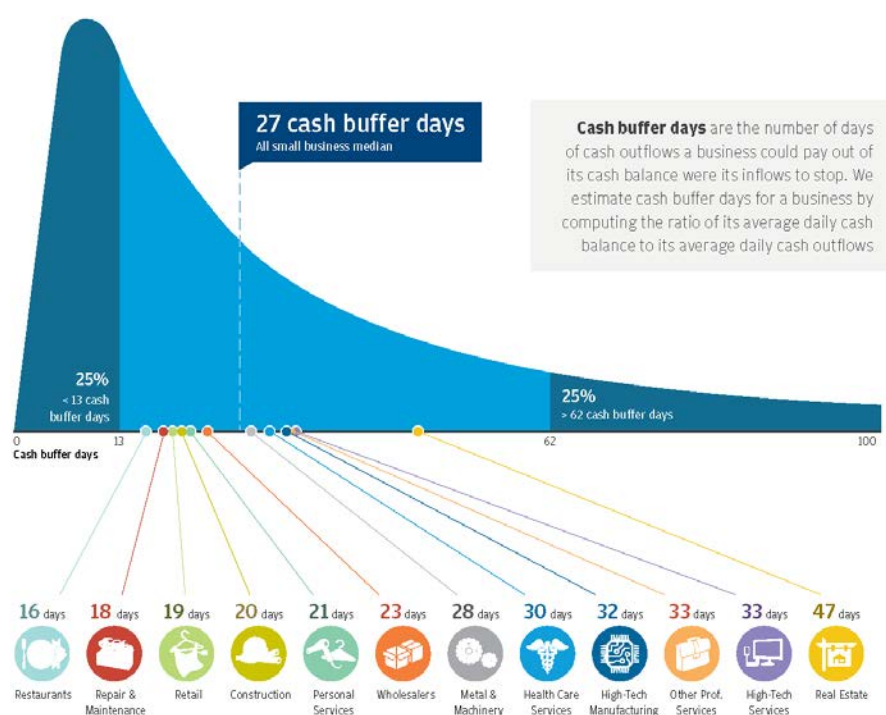 27 cash buffer days
All small business median
Cash buffer days are the number of days
of cash outflows a business could pay out of
its cash balance were its inflows to stop. We
estimate cash buffer days for a business by
computing the ratio of its average daily cash
balance to its average daily cash outflows
25%
< 13 cash
buffer days
25%
> 62 cash buffer days
0 13 62 100
Cash buffer days
16 days 18 days 19 days 20 days 21 days 23 days 28 days 30 days 32 days 33 days 33 days 47 days
Restaurants Repair & Retail Construction Personal Wholesalers Metal & Health Care High-Tech Other Prof. High-Tech Real Estate
Maintenance Services Machinery Services Manufacturing Services Services